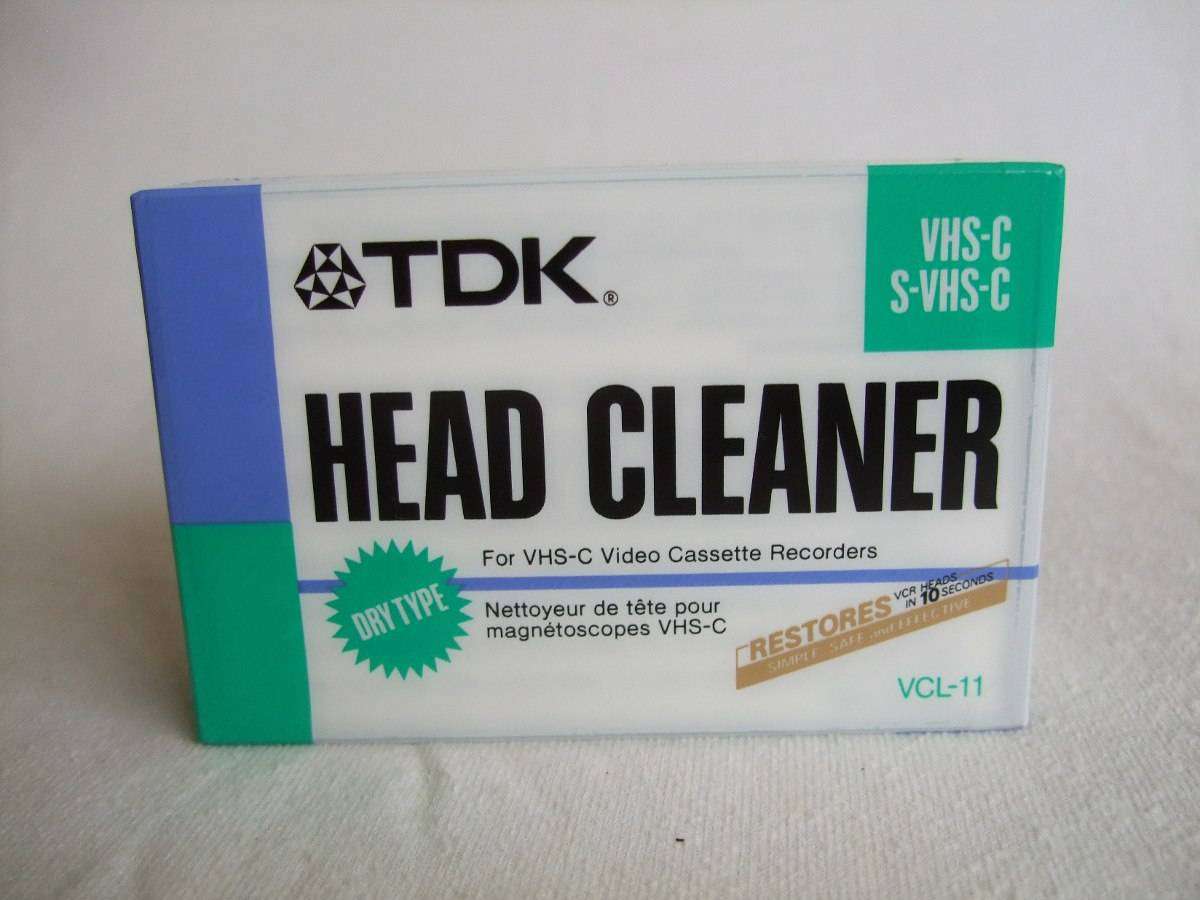 TDK®
VHS-C
S-VHS-C
HEAD CLEANER
For VHS-C Video Cassette Recorders
DRY TYPE
Nettoyeur de tête pour
magnétoscopes VHS-C
RESTORES VCR HEADS
IN 10 SECONDS
SIMPLE SAFE and EFFECTIVE
VCL-11